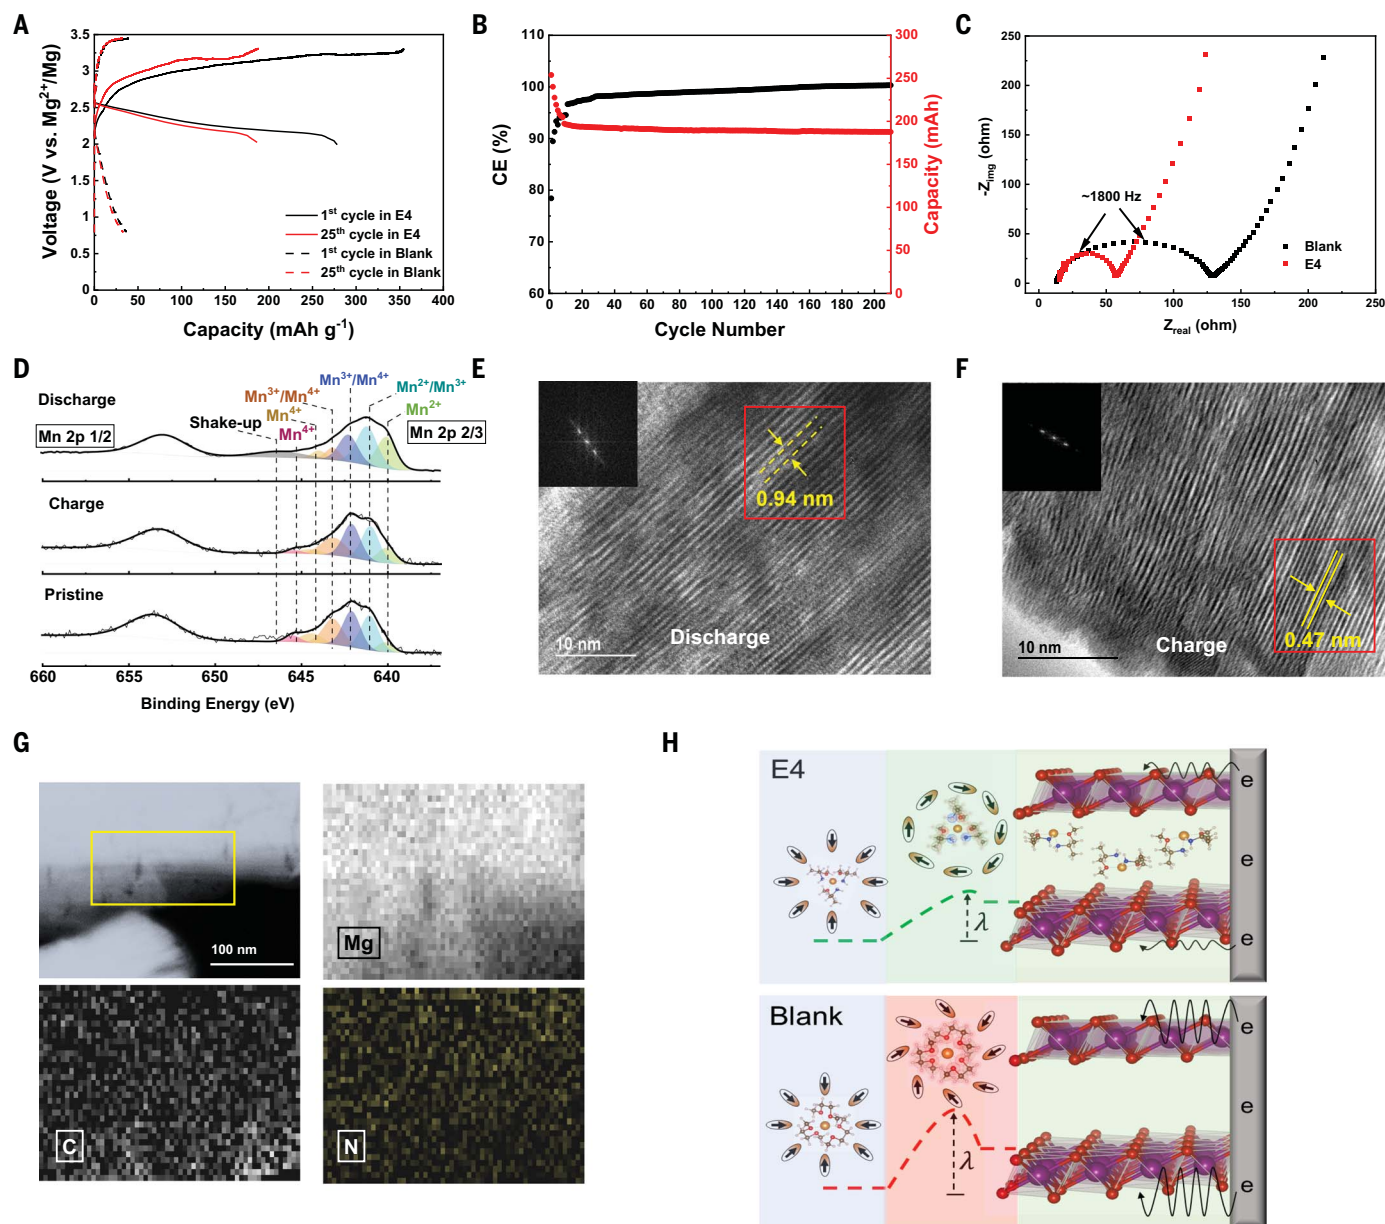 A
Voltage (V vs. Mg2+/Mg)
3.5
3
2.5
2
1.5
1
0.5
0
1st cycle in E4
25th cycle in E4
1st cycle in Blank
25th cycle in Blank
0 50 100 150 200 250 300 350 400
Capacity (mAh g-1)
B
CE (%)
110
100
90
80
70
60
300
250
200
150
100
50
0
Capacity (mAh)
0 20 40 60 80 100 120 140 160 180 200
Cycle Number
C
-Zimg (ohm)
250
200
150
100
50
0
~1800 Hz
Blank
E4
0 50 100 150 200 250
Zreal (ohm)
D
Discharge
Mn 2p 1/2
Shake-up
Mn4+
Mn4+
Mn3+/Mn4+
Mn3+/Mn4+
Mn2+/Mn3+
Mn2+
Mn 2p 2/3
Charge
Pristine
660 655 650 645 640
Binding Energy (eV)
E
0.94 nm
10 nm
Discharge
F
0.47 nm
10 nm
Charge
G
100 nm
Mg
C
N
H
E4
λ
e
e
e
Blank
λ
e
e
e